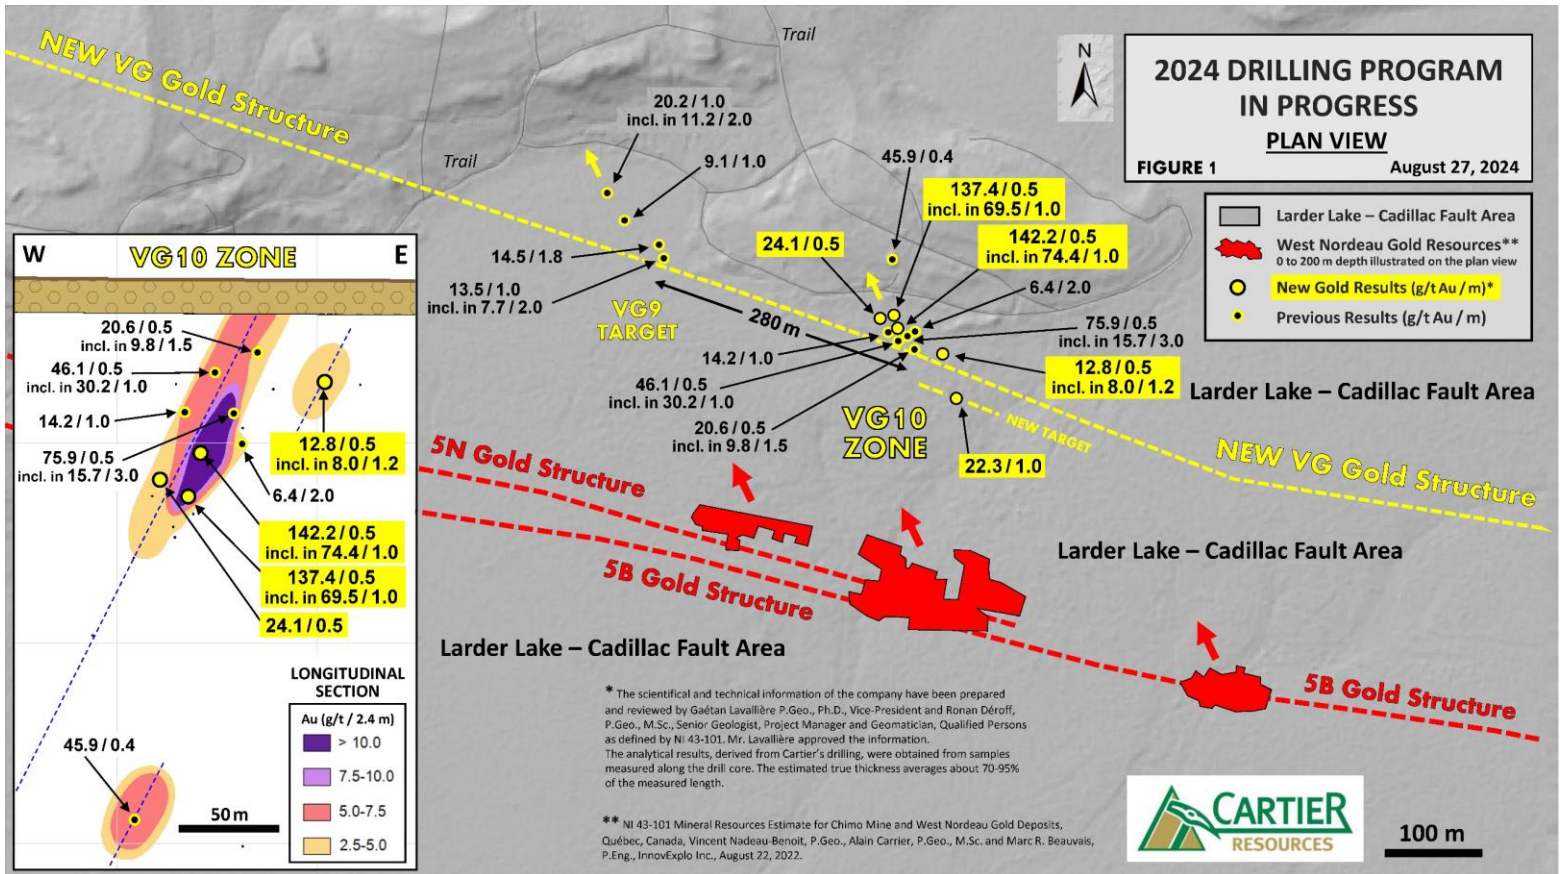 NEW VG Gold Structure
Trail
Trail
N
2024 DRILLING PROGRAM
IN PROGRESS
PLAN VIEW
FIGURE 1
August 27, 2024
Larder Lake – Cadillac Fault Area
West Nordeau Gold Resources**
0 to 200 m depth illustrated on the plan view
New Gold Results (g/t Au / m)*
Previous Results (g/t Au / m)
20.2 / 1.0
incl. in 11.2 / 2.0
9.1 / 1.0
14.5 / 1.8
13.5 / 1.0
incl. in 7.7 / 2.0
VG9
TARGET
280 m
45.9 / 0.4
137.4 / 0.5
incl. in 69.5 / 1.0
24.1 / 0.5
142.2 / 0.5
incl. in 74.4 / 1.0
6.4 / 2.0
75.9 / 0.5
incl. in 15.7 / 3.0
12.8 / 0.5
incl. in 8.0 / 1.2
14.2 / 1.0
46.1 / 0.5
incl. in 30.2 / 1.0
20.6 / 0.5
incl. in 9.8 / 1.5
VG10
ZONE
NEW TARGET
22.3 / 1.0
Larder Lake – Cadillac Fault Area
NEW VG Gold Structure
5N Gold Structure
5B Gold Structure
Larder Lake – Cadillac Fault Area
Larder Lake – Cadillac Fault Area
5B Gold Structure
W
VG10 ZONE
E
20.6 / 0.5
incl. in 9.8 / 1.5
46.1 / 0.5
incl. in 30.2 / 1.0
14.2 / 1.0
75.9 / 0.5
incl. in 15.7 / 3.0
12.8 / 0.5
incl. in 8.0 / 1.2
6.4 / 2.0
142.2 / 0.5
incl. in 74.4 / 1.0
137.4 / 0.5
incl. in 69.5 / 1.0
24.1 / 0.5
45.9 / 0.4
50 m
LONGITUDINAL
SECTION
Au (g/t / 2.4 m)
> 10.0
7.5-10.0
5.0-7.5
2.5-5.0
* The scientifical and technical information of the company have been prepared
and reviewed by Gaétan Lavallière P.Geo., Ph.D., Vice-President and Ronan Déroff,
P.Geo., M.Sc., Senior Geologist, Project Manager and Geomatician, Qualified Persons
as defined by NI 43-101. Mr. Lavallière approved the information.
The analytical results, derived from Cartier's drilling, were obtained from samples
measured along the drill core. The estimated true thickness averages about 70-95%
of the measured length.
** NI 43-101 Mineral Resources Estimate for Chimo Mine and West Nordeau Gold Deposits,
Québec, Canada, Vincent Nadeau-Benoit, P.Geo., Alain Carrier, P.Geo., M.Sc. and Marc R. Beauvais,
P.Eng., InnovExplo Inc., August 22, 2022.
CARTIER
RESOURCES
100 m